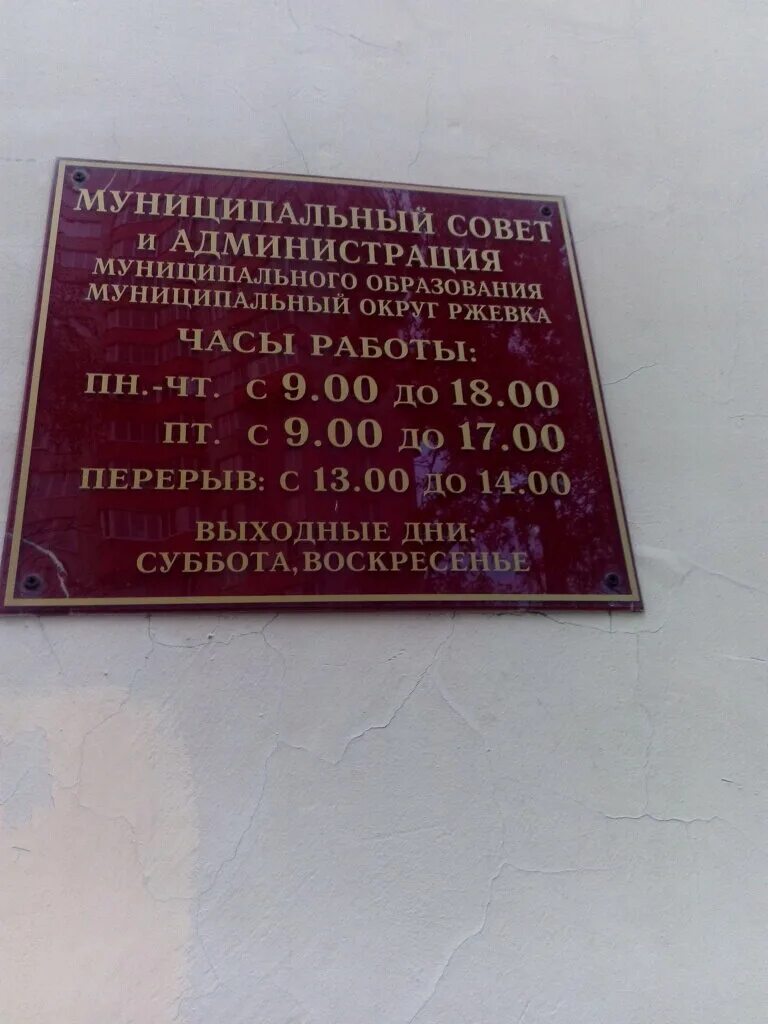 МУНИЦИПАЛЬНЫЙ СОВЕТ
И АДМИНИСТРАЦИЯ
МУНИЦИПАЛЬНОГО ОБРАЗОВАНИЯ
МУНИЦИПАЛЬНЫЙ ОКРУГ РЖЕВКА
ЧАСЫ РАБОТЫ:
ПН.-ЧТ. С 9.00 ДО 18.00
ПТ. С 9.00 ДО 17.00
ПЕРЕРЫВ: С 13.00 ДО 14.00
ВЫХОДНЫЕ ДНИ:
СУББОТА, ВОСКРЕСЕНЬЕ